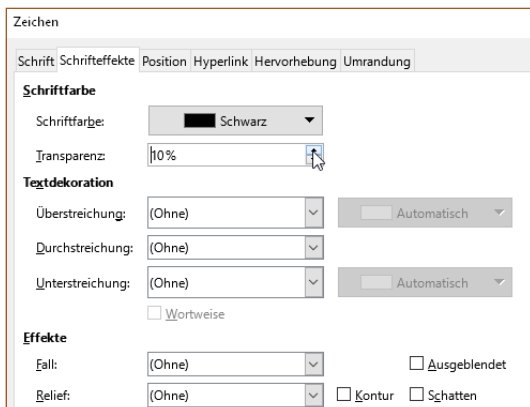 Zeichen
Schrift Schrifteffekte Position Hyperlink Hervorhebung Umrandung
Schriftfarbe
Schriftfarbe: Schwarz
Transparenz: 10%
Textdekoration
Überstreichung: (Ohne) Automatisch
Durchstreichung: (Ohne)
Unterstreichung: (Ohne) Automatisch
Wortweise
Effekte
Fall: (Ohne) Ausgeblendet
Relief: (Ohne) Kontur Schatten